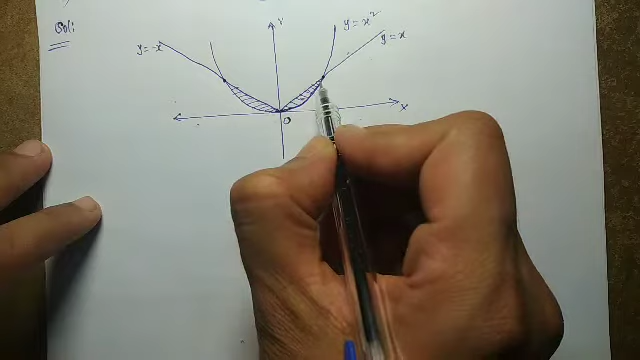 Sol:
Y
y = x²
y = -x
y = x
X
O